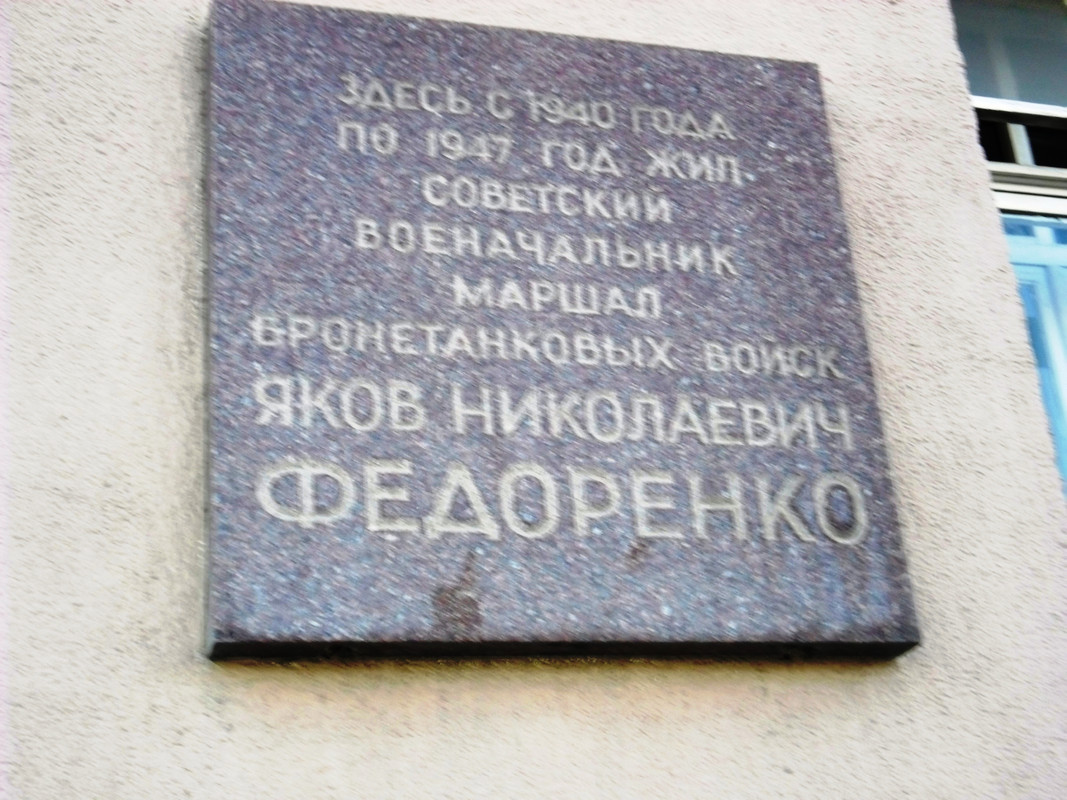 ЗДЕСЬ С 1940 ГОДА
ПО 1947 ГОД ЖИЛ
СОВЕТСКИЙ
ВОЕНАЧАЛЬНИК
МАРШАЛ
БРОНЕТАНКОВЫХ ВОЙСК
ЯКОВ НИКОЛАЕВИЧ
ФЕДОРЕНКО